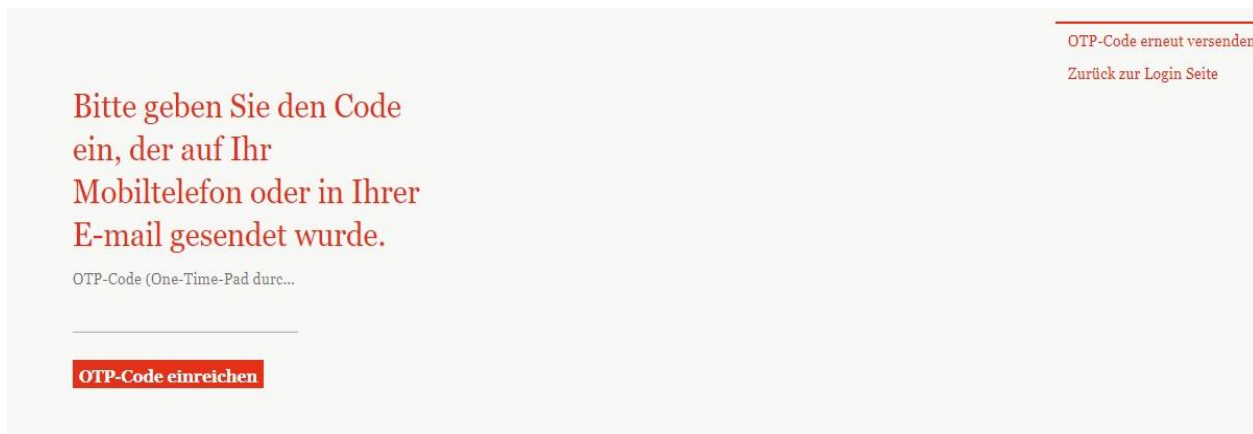 OTP-Code erneut versenden
Zurück zur Login Seite
Bitte geben Sie den Code
ein, der auf Ihr
Mobiltelefon oder in Ihrer
E-mail gesendet wurde.
OTP-Code (One-Time-Pad durc...
OTP-Code einreichen